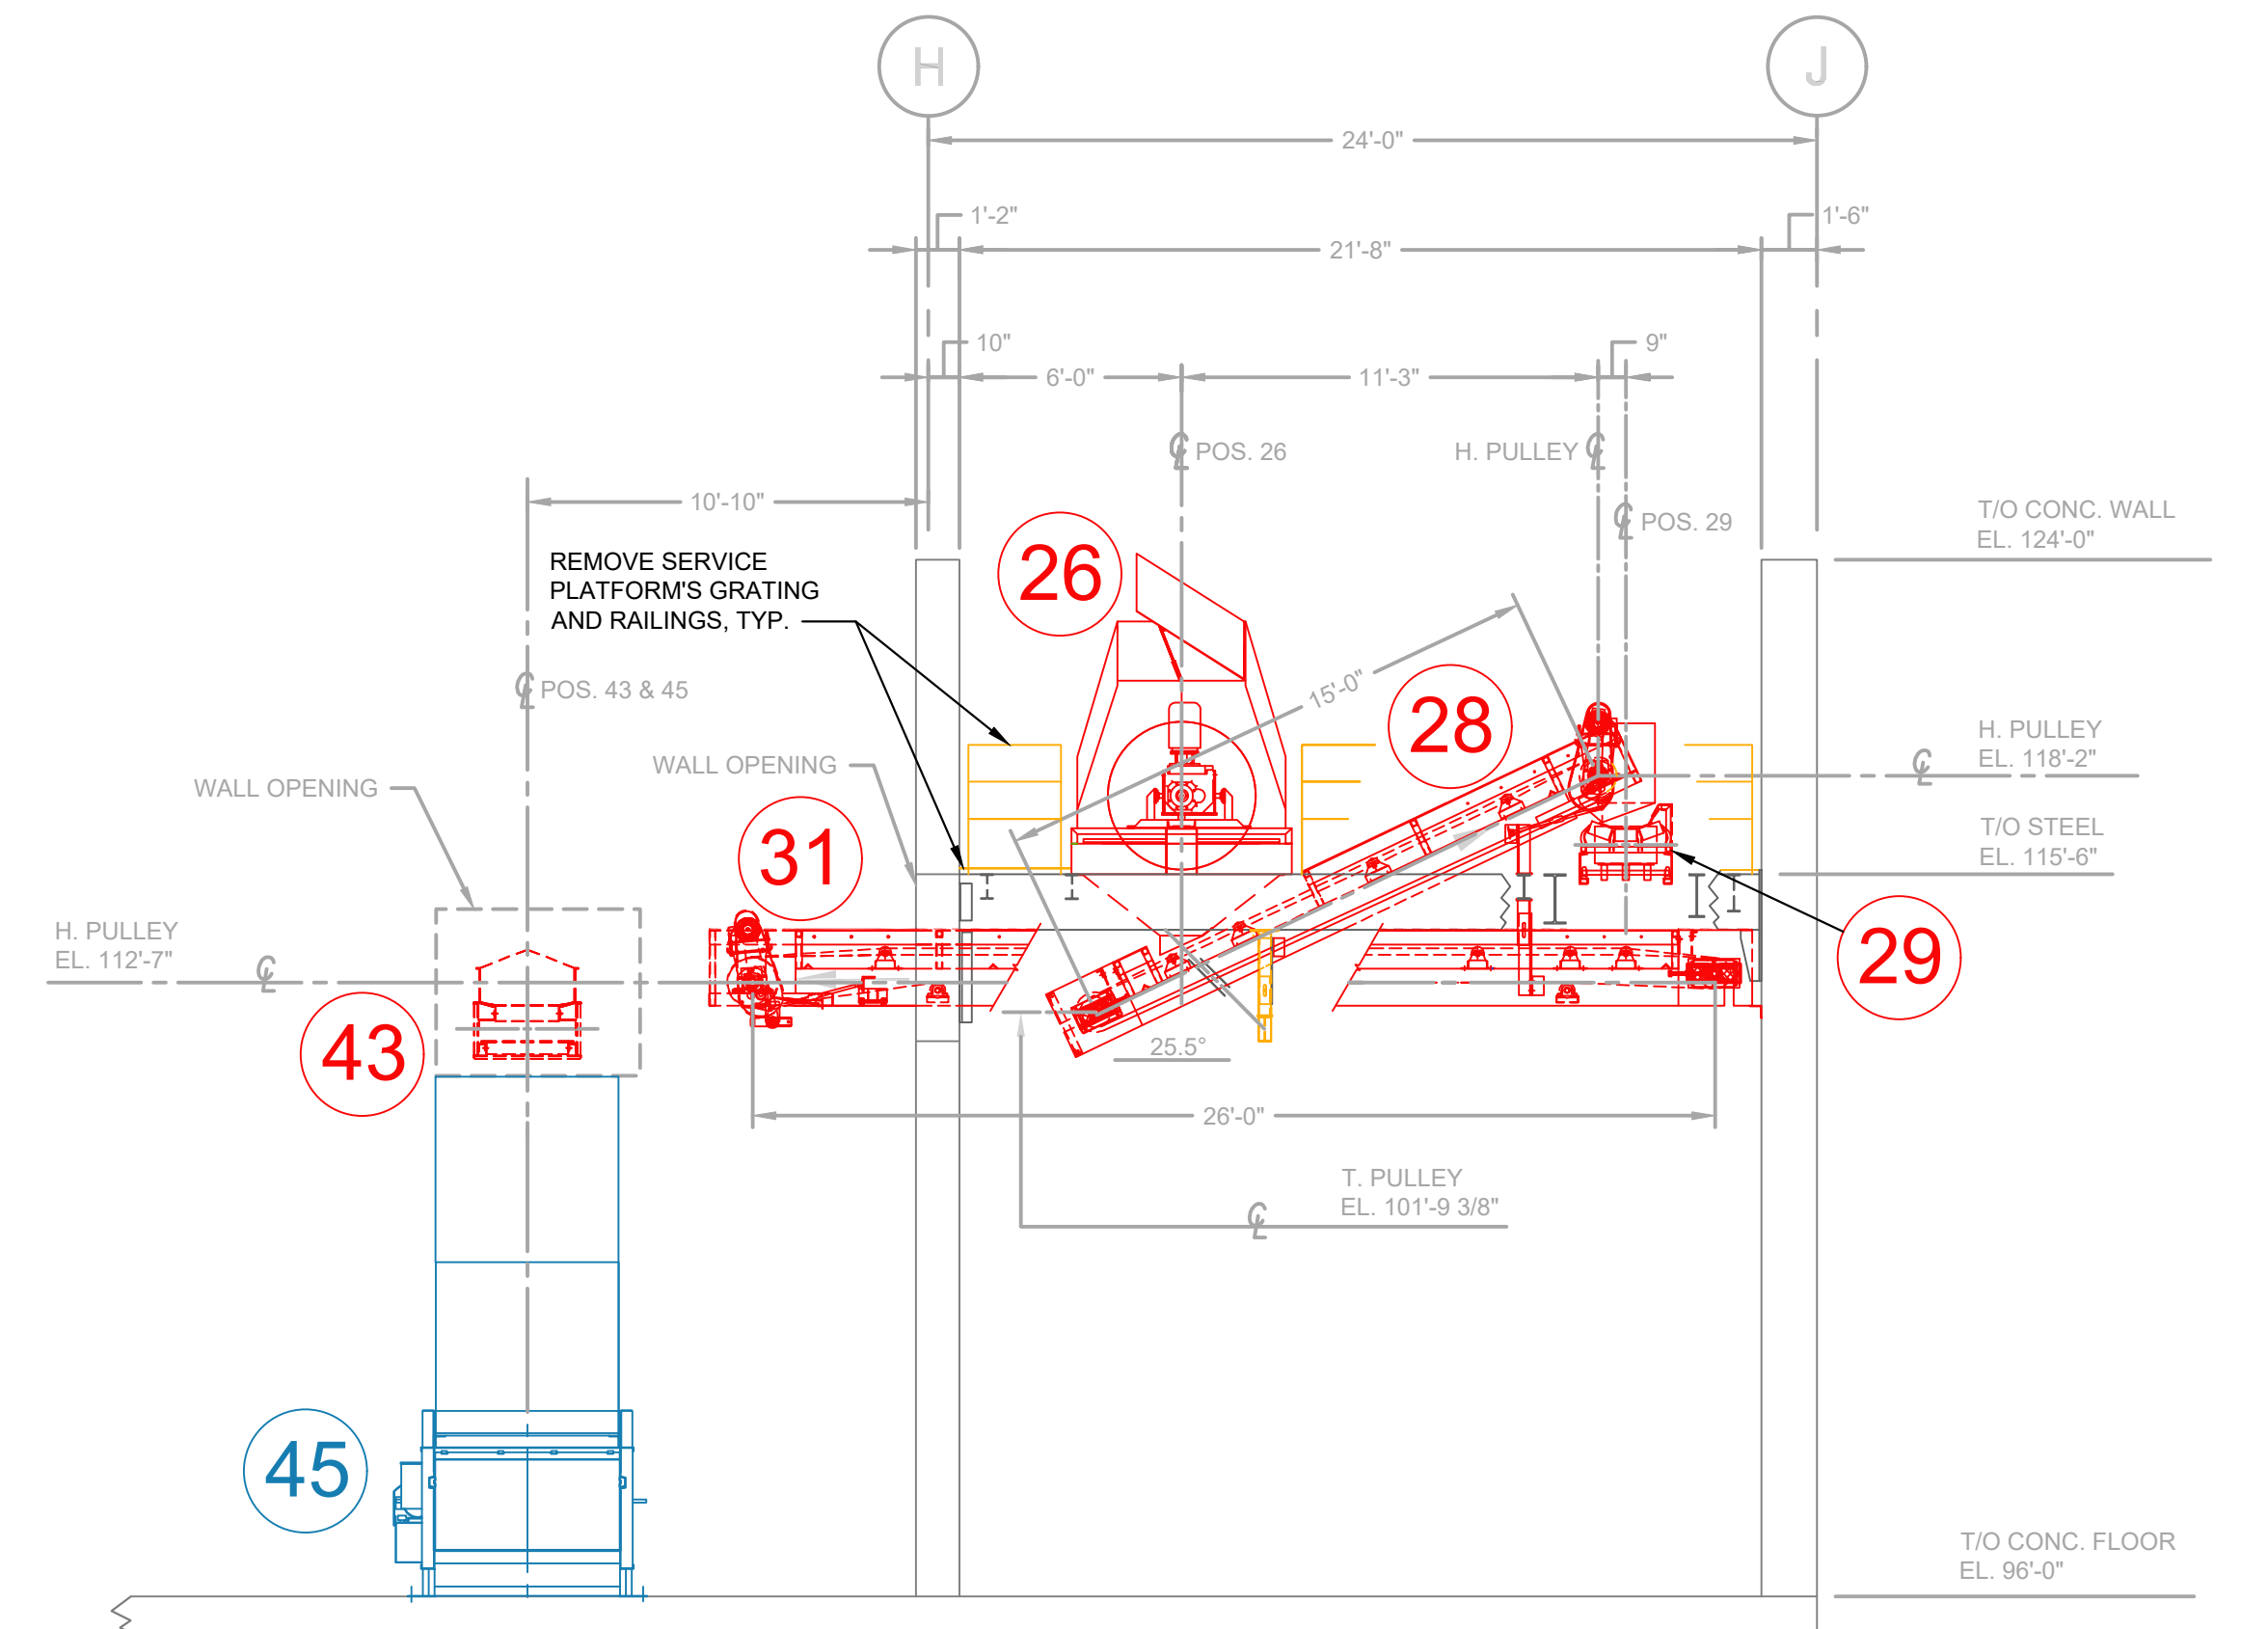 H
J
24'-0"
1'-2"
1'-6"
21'-8"
10"
9"
6'-0"
11'-3"
℄ POS. 26
H. PULLEY ℄
10'-10"
℄ POS. 29
T/O CONC. WALL
EL. 124'-0"
REMOVE SERVICE
PLATFORM'S GRATING
AND RAILINGS, TYP.
26
15'-0"
28
℄ POS. 43 & 45
H. PULLEY
EL. 118'-2"
℄
WALL OPENING
WALL OPENING
31
T/O STEEL
EL. 115'-6"
H. PULLEY
EL. 112'-7"
℄
29
43
25.5°
26'-0"
T. PULLEY
EL. 101'-9 3/8"
℄
45
T/O CONC. FLOOR
EL. 96'-0"